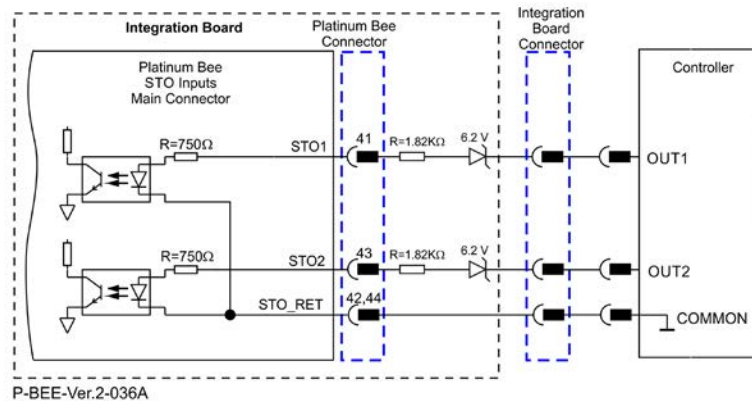 Integration Board
Platinum Bee
Connector
Integration
Board
Connector
Platinum Bee
STO Inputs
Main Connector
Controller
R=750Ω
STO1
41
R=1.82KΩ
6.2 V
OUT1
R=750Ω
STO2
43
R=1.82KΩ
6.2 V
OUT2
STO_RET
42,44
COMMON
P-BEE-Ver.2-036A